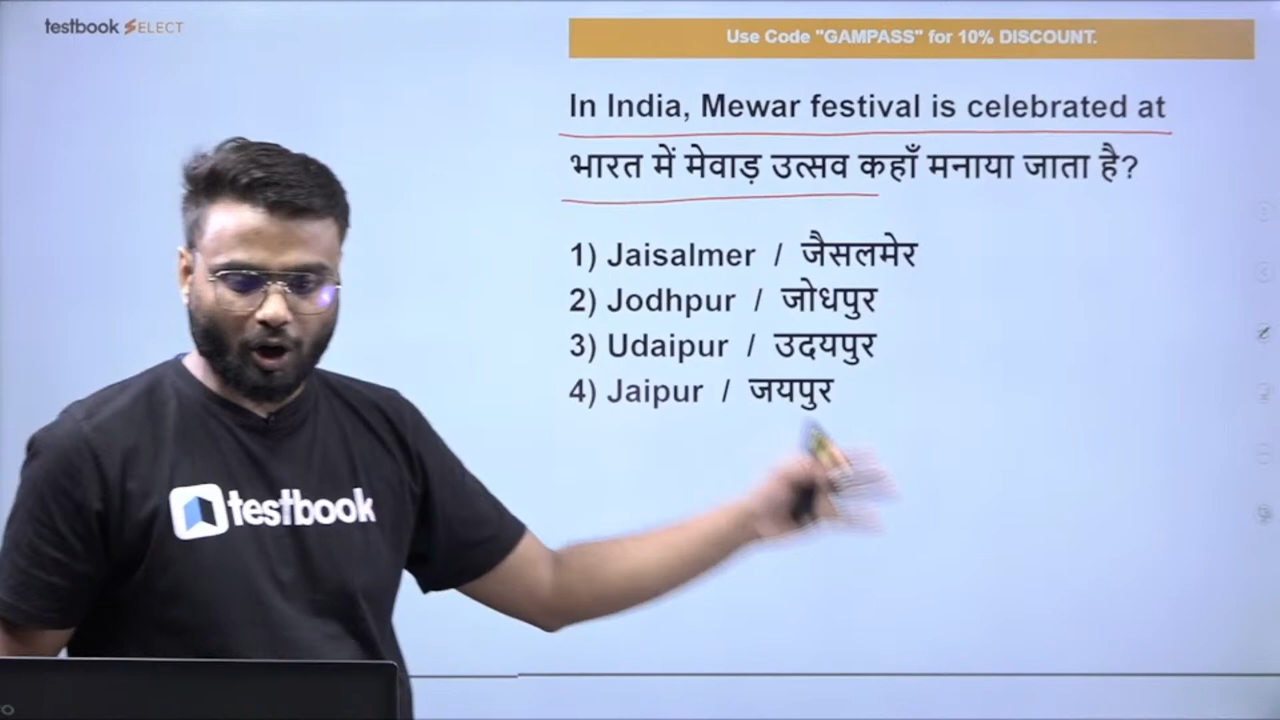 testbook SELECT
Use Code "GAMPASS" for 10% DISCOUNT.
In India, Mewar festival is celebrated at
भारत में मेवाड़ उत्सव कहाँ मनाया जाता है?
1) Jaisalmer / जैसलमेर
2) Jodhpur / जोधपुर
3) Udaipur / उदयपुर
4) Jaipur / जयपुर
testbook